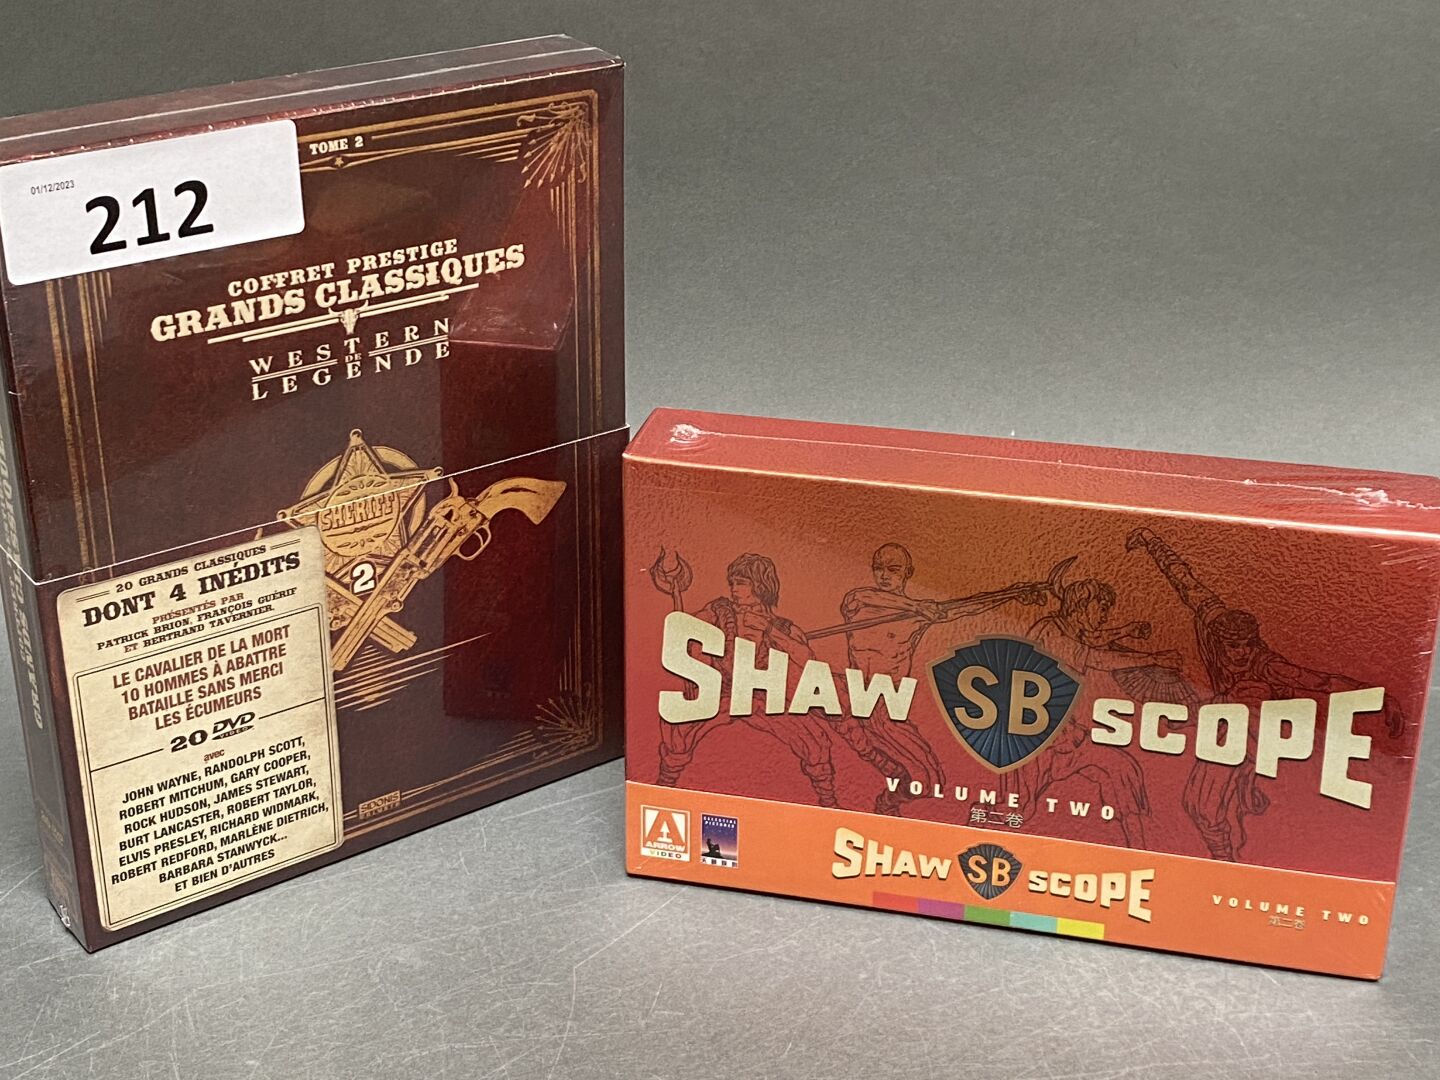 01/12/2023
212
TOME 2
COFFRET PRESTIGE
GRANDS CLASSIQUES
WESTERN
DE
LEGENDE
SHERIFF
2
20 GRANDS CLASSIQUES
DONT 4 INÉDITS
PRÉSENTÉS PAR
PATRICK BRION, FRANÇOIS GUÉRIF
ET BERTRAND TAVERNIER.
LE CAVALIER DE LA MORT
10 HOMMES À ABATTRE
BATAILLE SANS MERCI
LES ÉCUMEURS
20 DVD
VIDEO
avec
JOHN WAYNE, RANDOLPH SCOTT,
ROBERT MITCHUM, GARY COOPER,
ROCK HUDSON, JAMES STEWART,
BURT LANCASTER, ROBERT TAYLOR,
ELVIS PRESLEY, RICHARD WIDMARK,
ROBERT REDFORD, MARLÈNE DIETRICH,
BARBARA STANWYCK...
ET BIEN D'AUTRES
SIDONIS
CALYSTA
SHAW SB SCOPE
VOLUME TWO
第二卷
ARROW
VIDEO
CELESTIAL
PICTURES
SHAW SB SCOPE
VOLUME TWO
第二卷